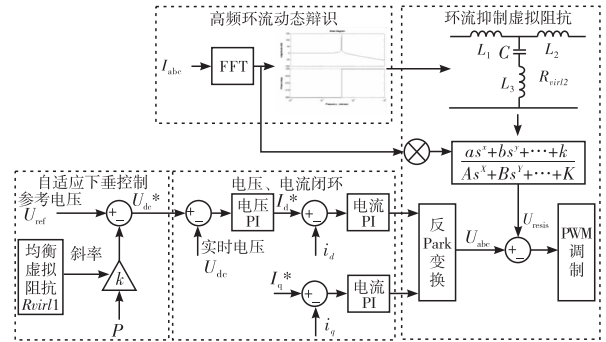 高频环流动态辩识
I_abc
FFT
环流抑制虚拟阻抗
L_1
L_2
C
L_3
R_virl2
as^x+bs^y+…+k
As^X+Bs^Y+…+K
自适应下垂控制
参考电压
U_ref
U_dc*
均衡
虚拟
阻抗
Rvirl1
斜率
k
P
电压、电流闭环
电压
PI
I_d*
电流
PI
实时电压
U_dc
i_d
I_q*
电流
PI
i_q
反
Park
变
换
U_abc
U_resis
PWM
调
制